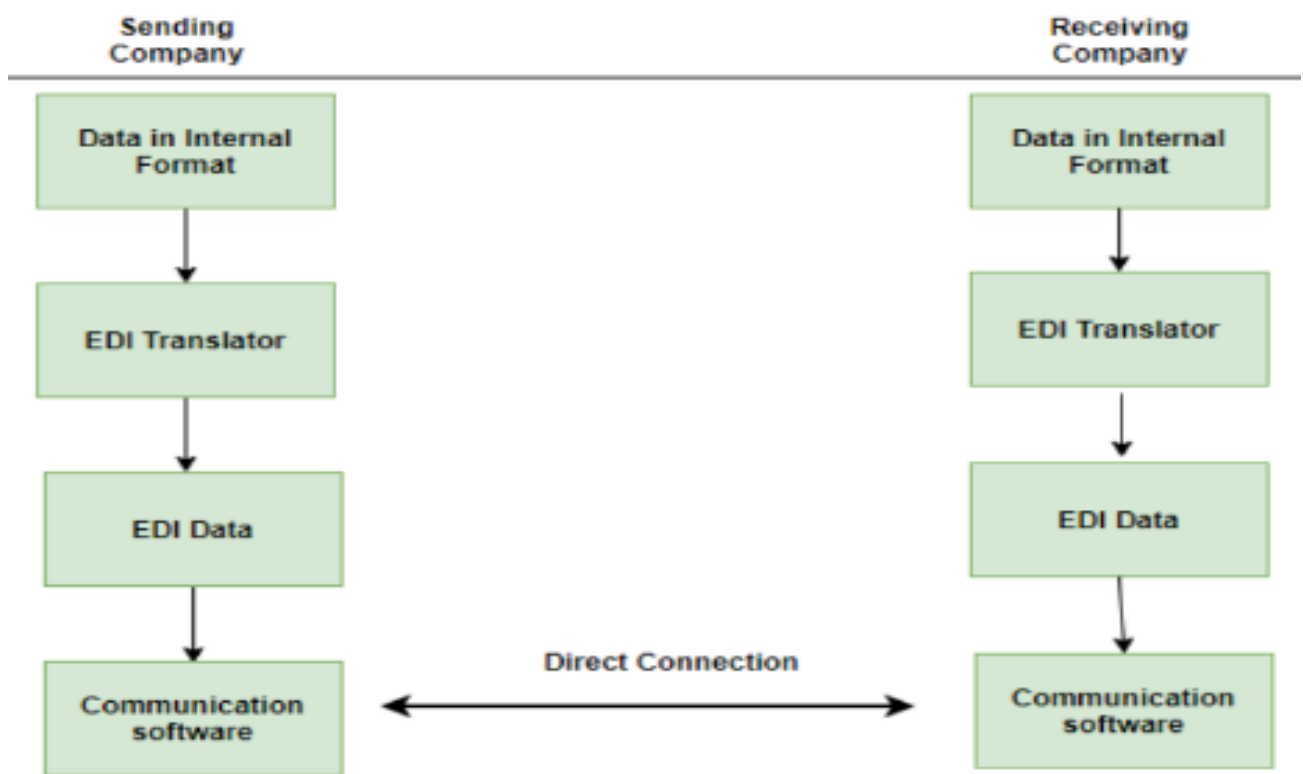 Sending
Company
Receiving
Company
Data in Internal
Format
Data in Internal
Format
EDI Translator
EDI Translator
EDI Data
EDI Data
Direct Connection
Communication
software
Communication
software